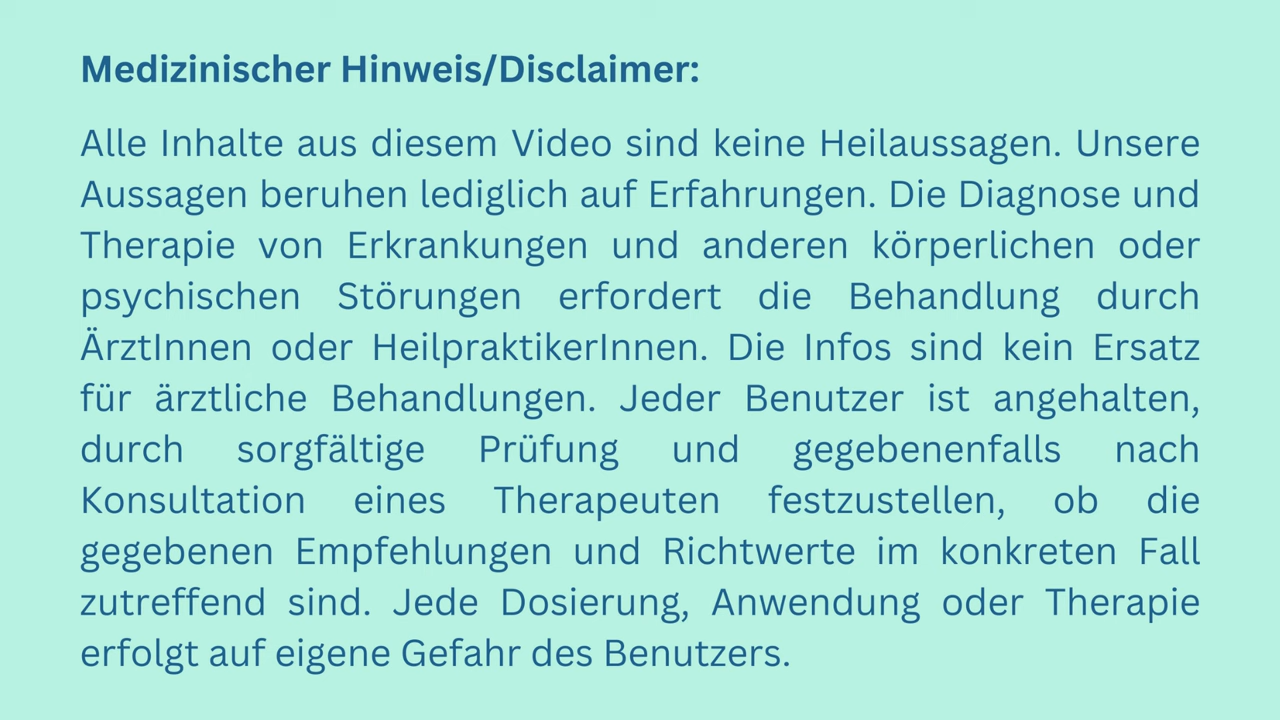 Medizinischer Hinweis/Disclaimer:
Alle Inhalte aus diesem Video sind keine Heilaussagen. Unsere
Aussagen beruhen lediglich auf Erfahrungen. Die Diagnose und
Therapie von Erkrankungen und anderen körperlichen oder
psychischen Störungen erfordert die Behandlung durch
ÄrztInnen oder HeilpraktikerInnen. Die Infos sind kein Ersatz
für ärztliche Behandlungen. Jeder Benutzer ist angehalten,
durch sorgfältige Prüfung und gegebenenfalls nach
Konsultation eines Therapeuten festzustellen, ob die
gegebenen Empfehlungen und Richtwerte im konkreten Fall
zutreffend sind. Jede Dosierung, Anwendung oder Therapie
erfolgt auf eigene Gefahr des Benutzers.